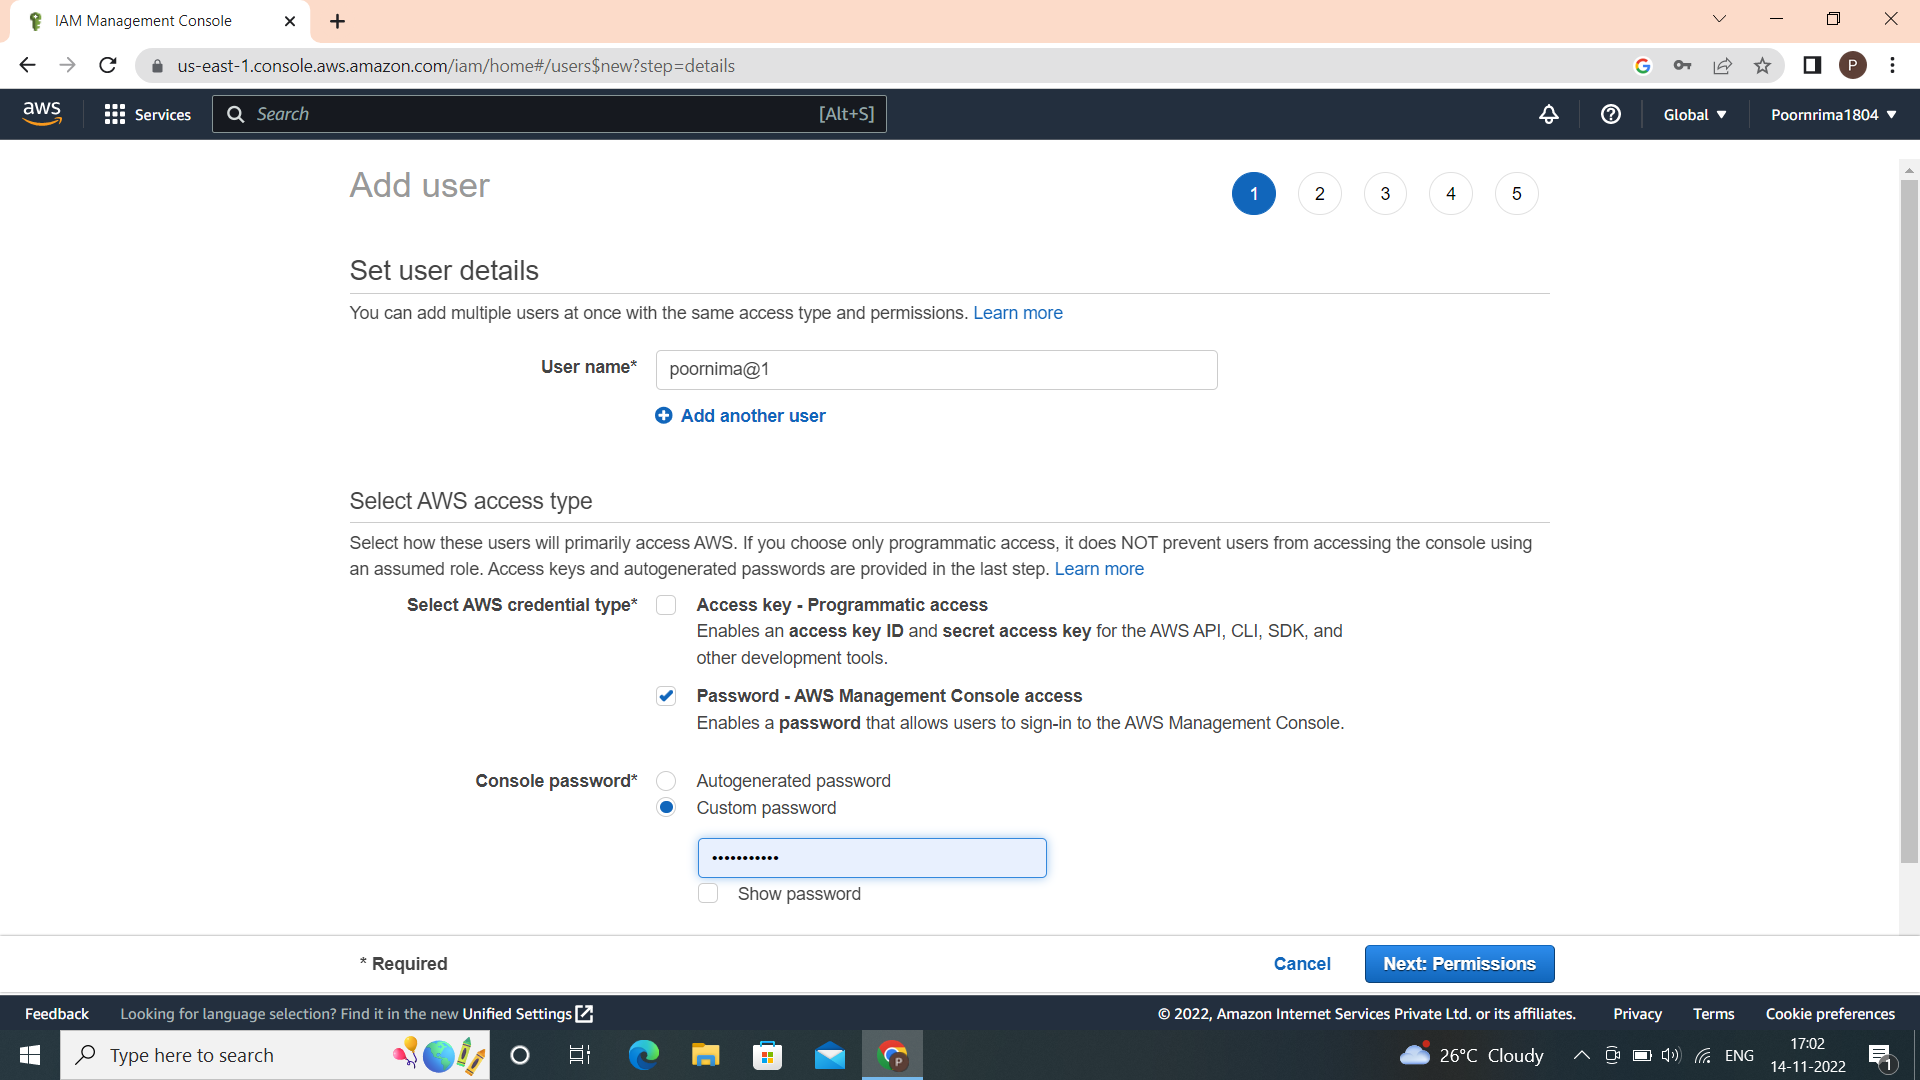 IAM Management Console
us-east-1.console.aws.amazon.com/iam/home#/users$new?step=details
P
aws
Services
Search
[Alt+S]
Global
Poornrima1804
Add user
1 2 3 4 5
Set user details
You can add multiple users at once with the same access type and permissions. Learn more
User name*
poornima@1
Add another user
Select AWS access type
Select how these users will primarily access AWS. If you choose only programmatic access, it does NOT prevent users from accessing the console using
an assumed role. Access keys and autogenerated passwords are provided in the last step. Learn more
Select AWS credential type*
Access key - Programmatic access
Enables an access key ID and secret access key for the AWS API, CLI, SDK, and
other development tools.
Password - AWS Management Console access
Enables a password that allows users to sign-in to the AWS Management Console.
Console password*
Autogenerated password
Custom password
•••••••••••
Show password
* Required
Cancel
Next: Permissions
Feedback
Looking for language selection? Find it in the new Unified Settings
© 2022, Amazon Internet Services Private Ltd. or its affiliates.
Privacy
Terms
Cookie preferences
Type here to search
P
26°C Cloudy
ENG
17:02
14-11-2022
1